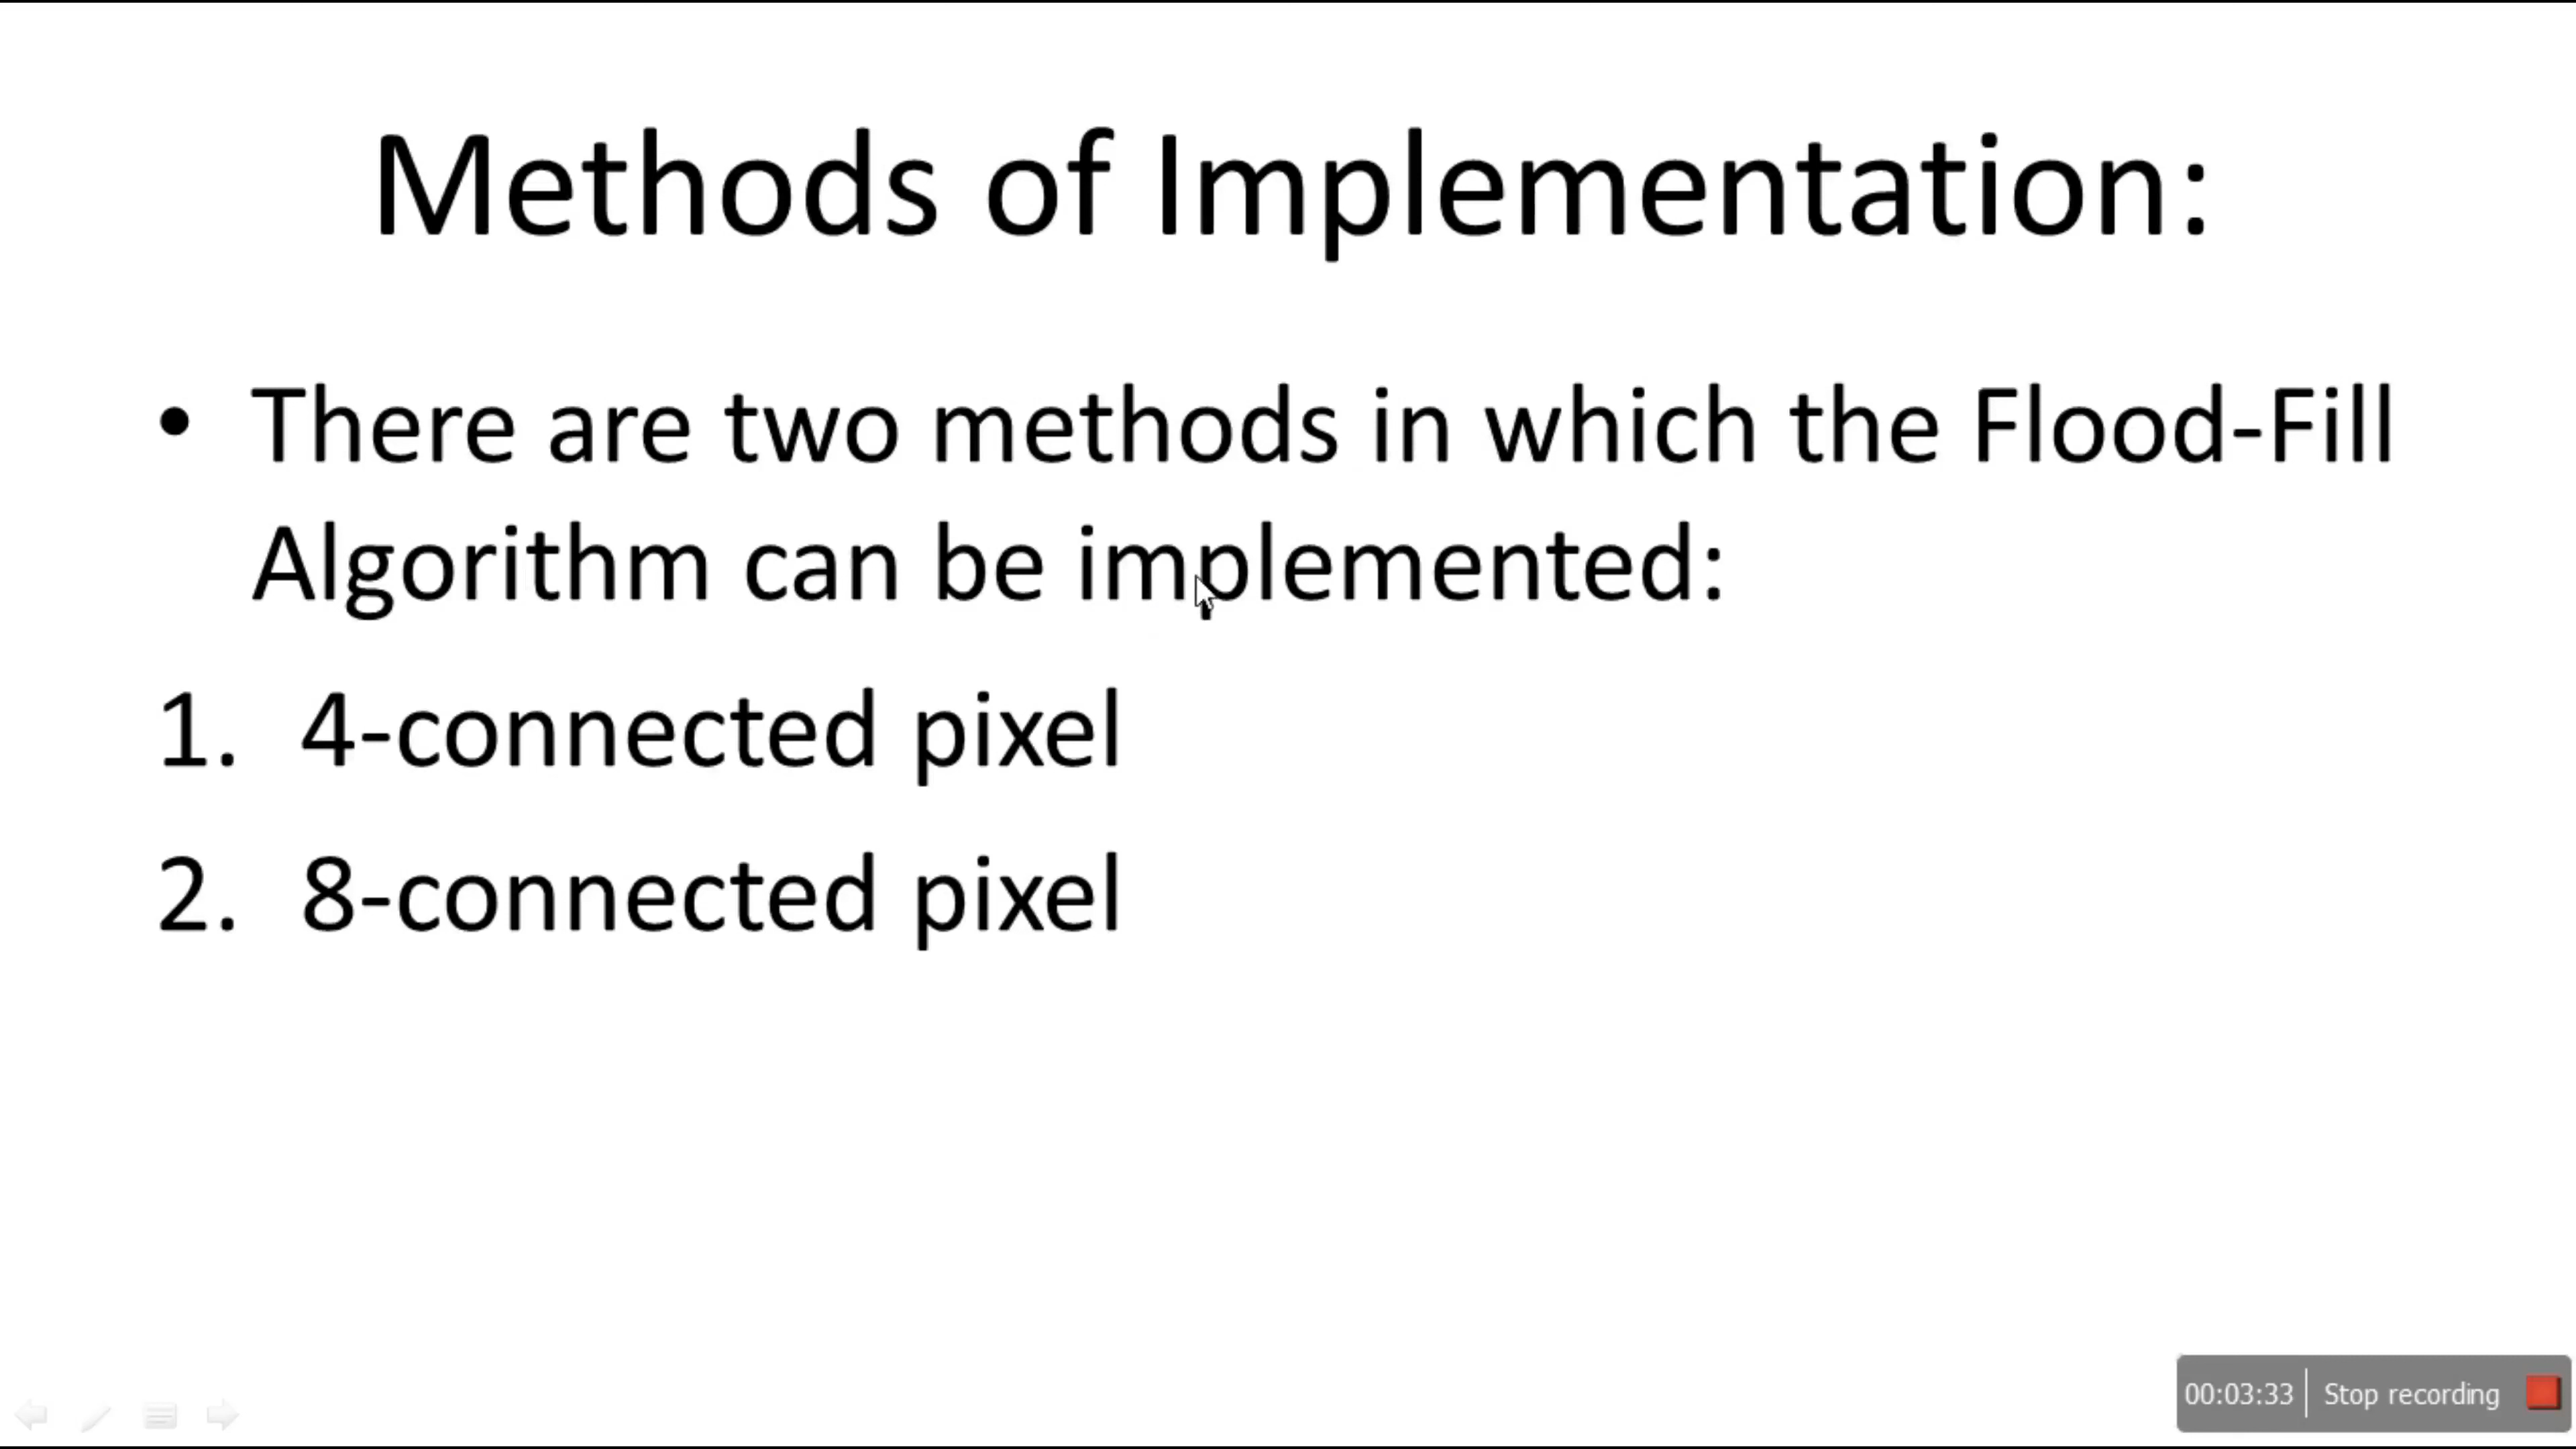 Methods of Implementation:
• There are two methods in which the Flood-Fill
Algorithm can be implemented:
1. 4-connected pixel
2. 8-connected pixel
00:03:33 Stop recording